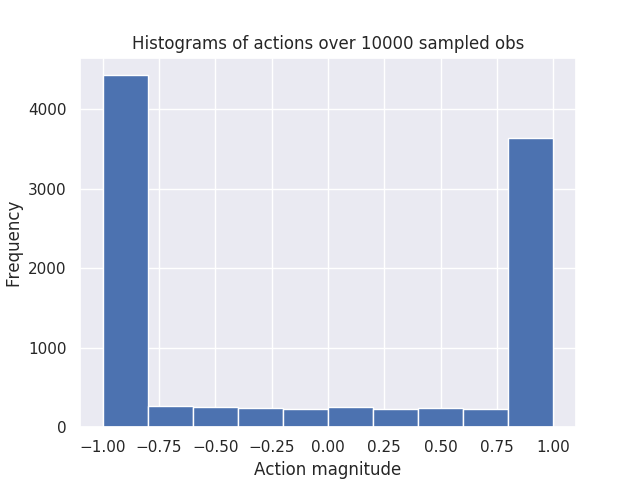 Histograms of actions over 10000 sampled obs
Frequency
4000
3000
2000
1000
0
−1.00 −0.75 −0.50 −0.25 0.00 0.25 0.50 0.75 1.00
Action magnitude